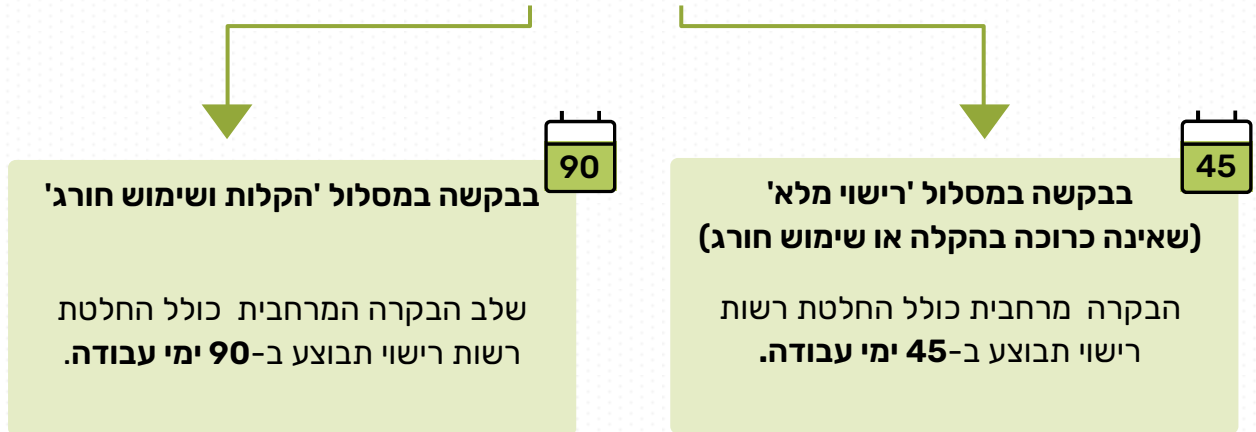 45
בבקשה במסלול 'רישוי מלא'
(שאינה כרוכה בהקלה או שימוש חורג)
הבקרה מרחבית כולל החלטת רשות
רישוי תבוצע ב-45 ימי עבודה.
90
בבקשה במסלול 'הקלות ושימוש חורג'
שלב הבקרה המרחבית כולל החלטת
רשות רישוי תבוצע ב-90 ימי עבודה.